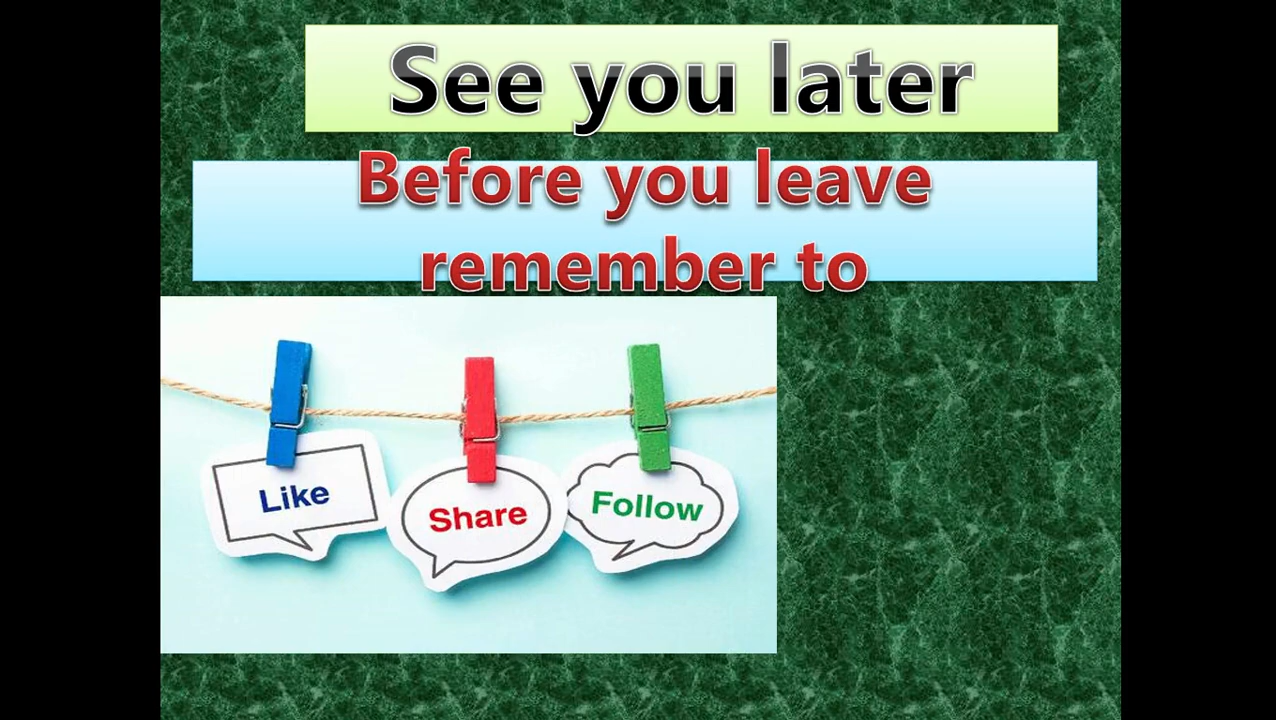 See you later
Before you leave
remember to
Like
Share
Follow